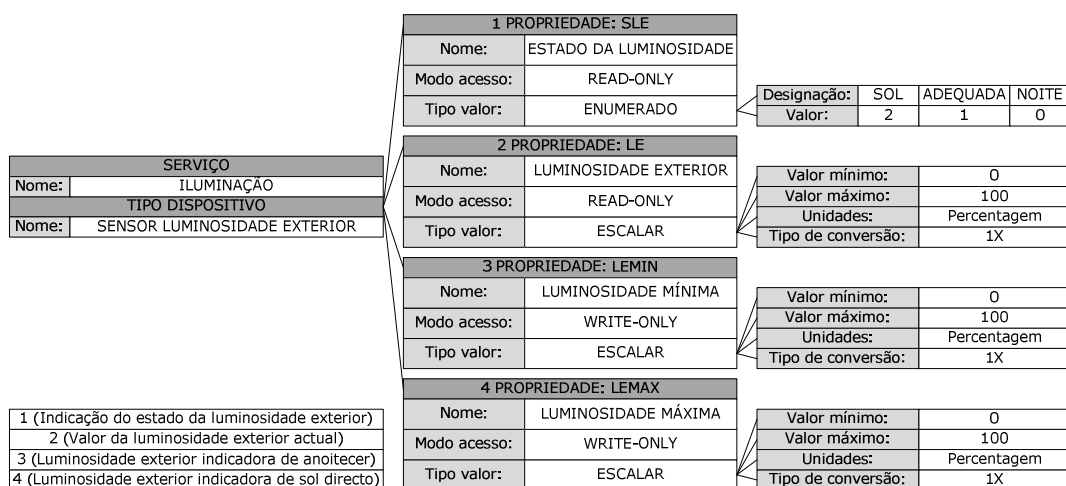 SERVIÇO
Nome: ILUMINAÇÃO
TIPO DISPOSITIVO
Nome: SENSOR LUMINOSIDADE EXTERIOR
1 PROPRIEDADE: SLE
Nome: ESTADO DA LUMINOSIDADE
Modo acesso: READ-ONLY
Tipo valor: ENUMERADO
Designação: SOL ADEQUADA NOITE
Valor: 2 1 0
2 PROPRIEDADE: LE
Nome: LUMINOSIDADE EXTERIOR
Modo acesso: READ-ONLY
Tipo valor: ESCALAR
Valor mínimo: 0
Valor máximo: 100
Unidades: Percentagem
Tipo de conversão: 1X
3 PROPRIEDADE: LEMIN
Nome: LUMINOSIDADE MÍNIMA
Modo acesso: WRITE-ONLY
Tipo valor: ESCALAR
Valor mínimo: 0
Valor máximo: 100
Unidades: Percentagem
Tipo de conversão: 1X
4 PROPRIEDADE: LEMAX
Nome: LUMINOSIDADE MÁXIMA
Modo acesso: WRITE-ONLY
Tipo valor: ESCALAR
Valor mínimo: 0
Valor máximo: 100
Unidades: Percentagem
Tipo de conversão: 1X
1 (Indicação do estado da luminosidade exterior)
2 (Valor da luminosidade exterior actual)
3 (Luminosidade exterior indicadora de anoitecer)
4 (Luminosidade exterior indicadora de sol directo)